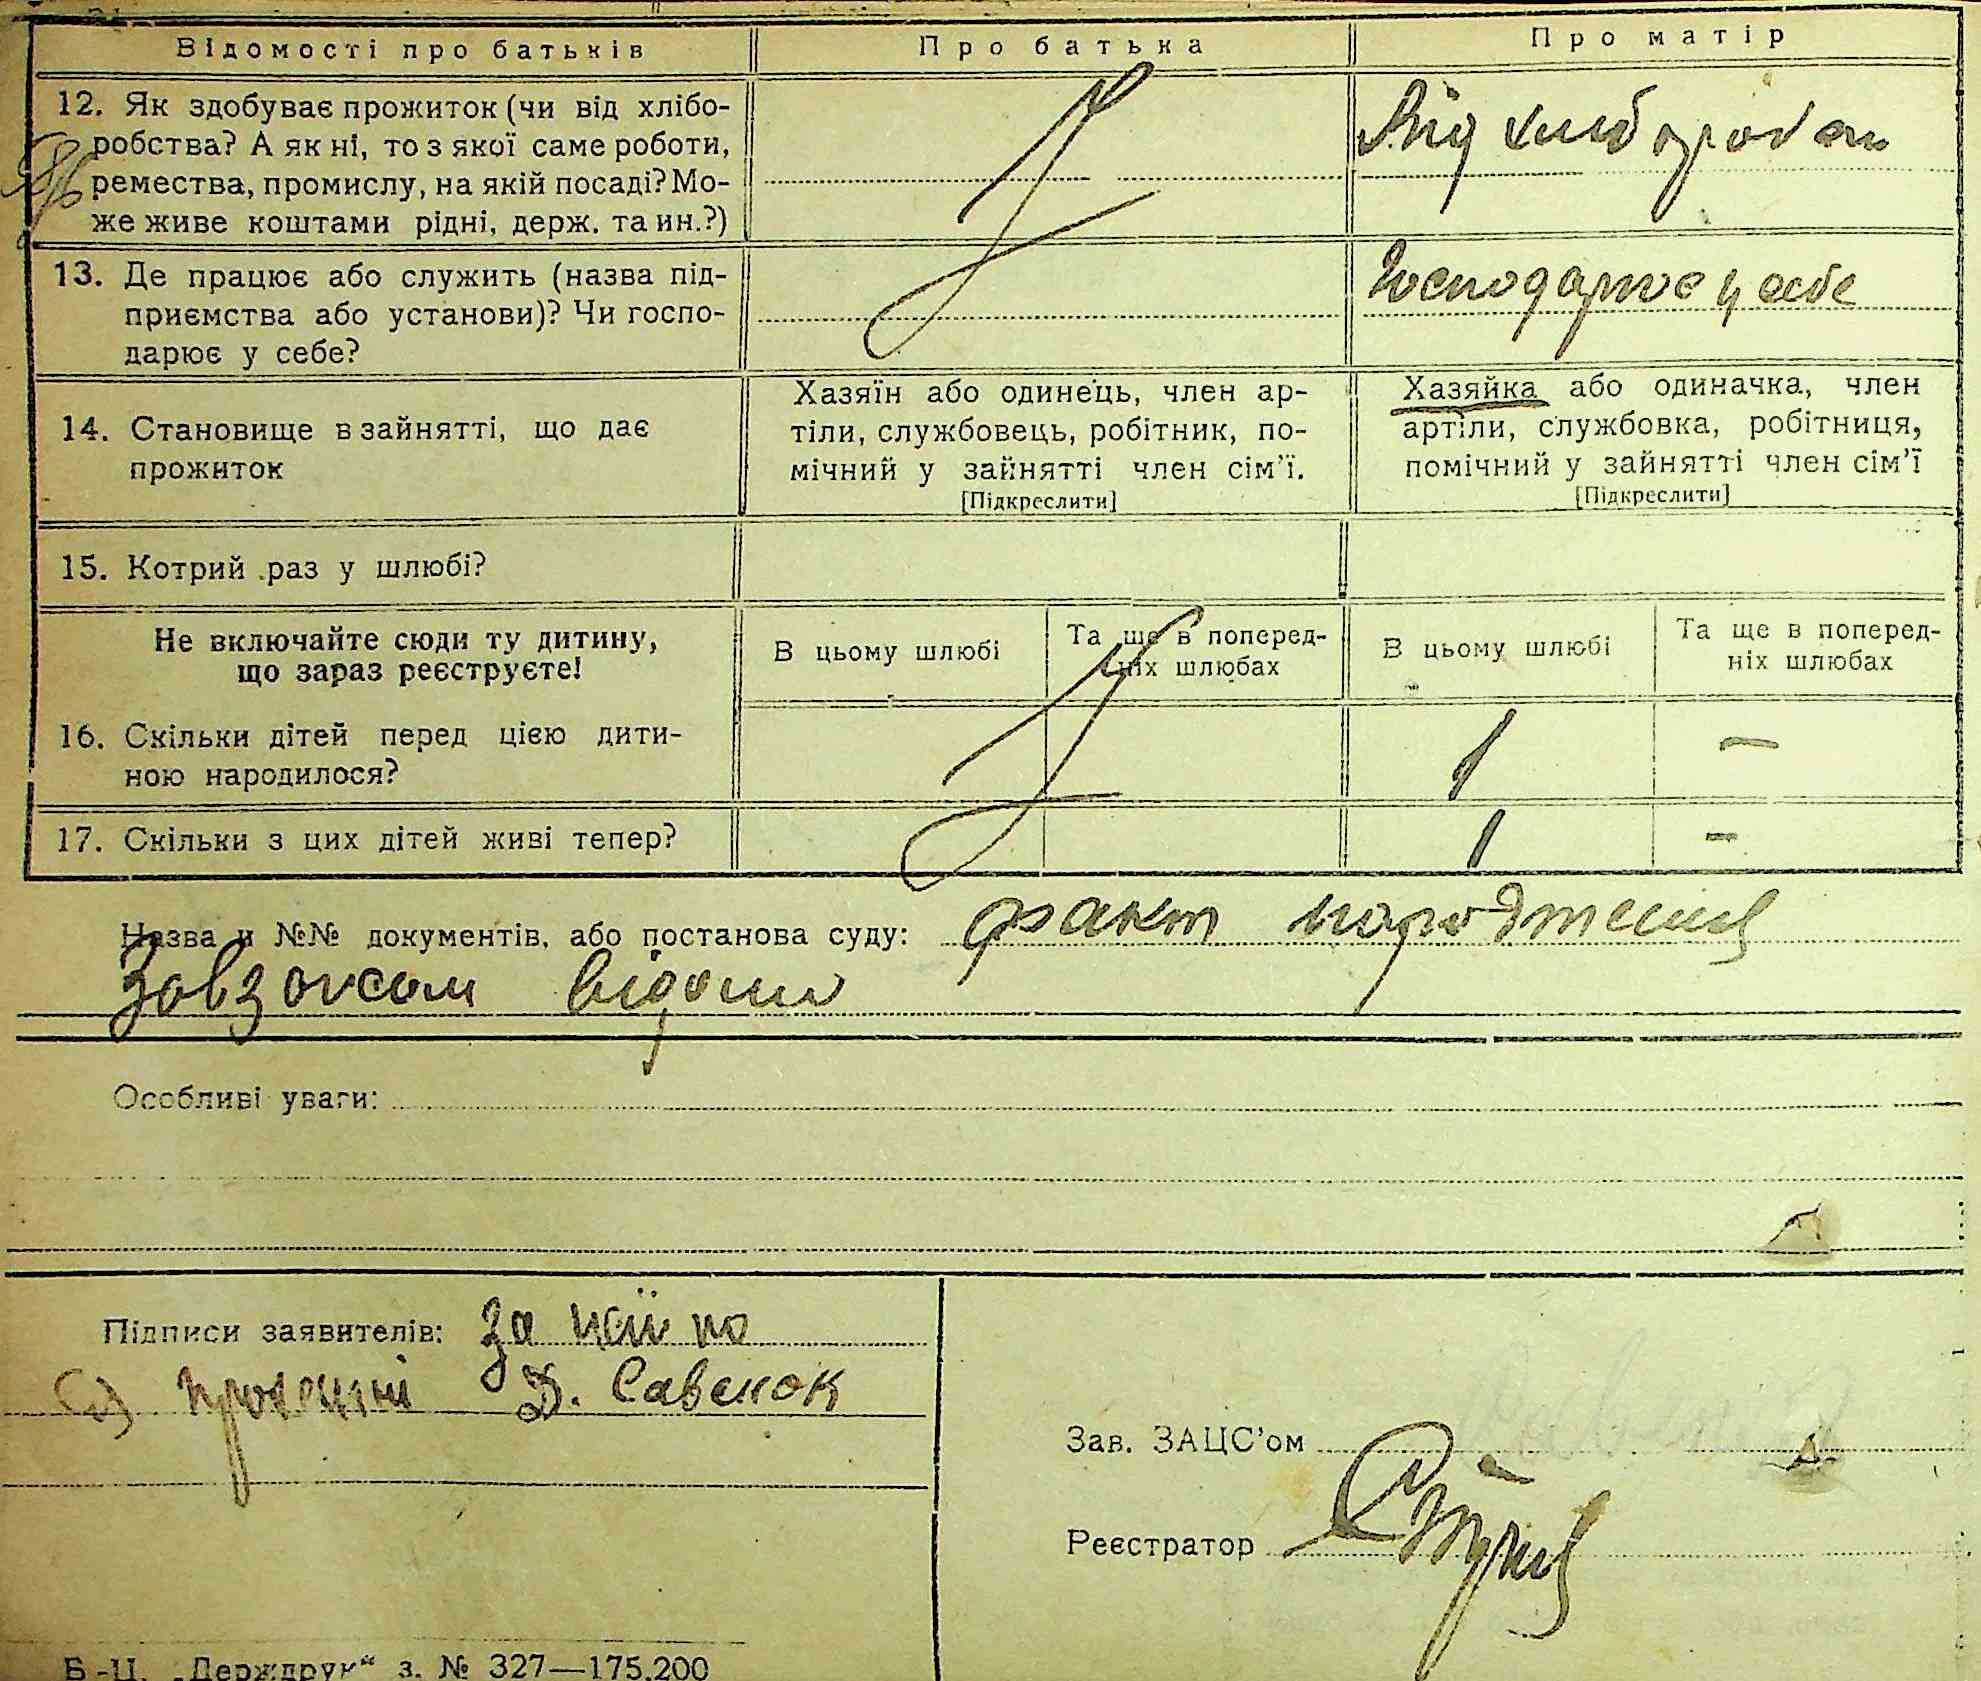 Відомості про батьків
Про батька
Про матір
12. Як здобуває прожиток (чи від хлібо-
робства? А як ні, то з якої саме роботи,
ремества, промислу, на якій посаді? Мо-
же живе коштами рідні, держ. та ин.?)
Від хлібороб
13. Де працює або служить (назва під-
приємства або установи)? Чи госпо-
дарює у себе?
Господарює у себе
14. Становище в зайнятті, що дає
прожиток
Хазяїн або одинець, член ар-
тіли, службовець, робітник, по-
мічний у зайнятті член сім’ї.
[Підкреслити]
Хазяйка або одиначка, член
артіли, службовка, робітниця,
помічний у зайнятті член сім’ї
[Підкреслити]
15. Котрий раз у шлюбі?
Не включайте сюди ту дитину,
що зараз реєструєте!
В цьому шлюбі
Та ще в поперед-
ніх шлюбах
В цьому шлюбі
Та ще в поперед-
ніх шлюбах
16. Скільки дітей перед цією дити-
ною народилося?
1 –
17. Скільки з цих дітей живі тепер?
1 –
Назва и №№ документів, або постанова суду: факт народження
відомий
Особливі уваги:
Підписи заявителів: За неї по
проханні Д. Савенок
Зав. ЗАЦС’ом
Реєстратор
Б.-Ц. „Держдрук“ з. № 327—175.200